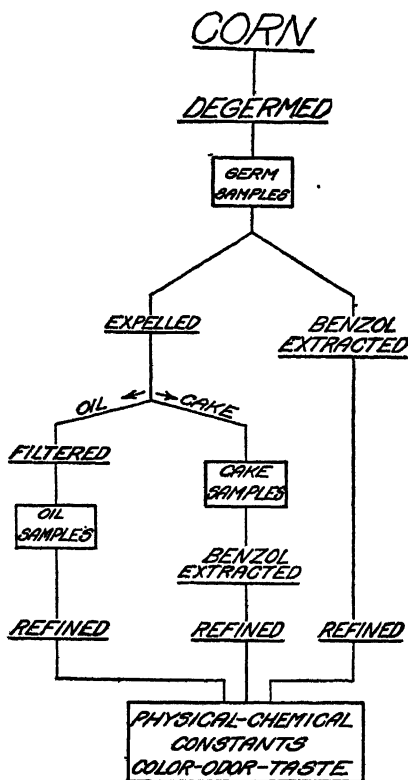 CORN
DEGERMED
GERM
SAMPLES
EXPELLED
BENZOL
EXTRACTED
OIL
CAKE
FILTERED
CAKE
SAMPLES
OIL
SAMPLES
BENZOL
EXTRACTED
REFINED
REFINED
REFINED
PHYSICAL-CHEMICAL
CONSTANTS
COLOR-ODOR-TASTE